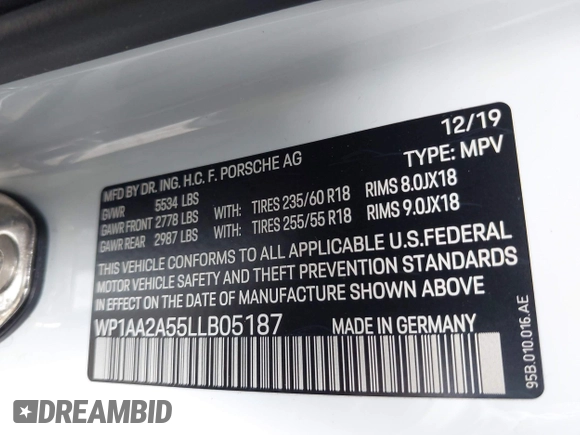 12/19
MFD BY DR. ING. H.C. F. PORSCHE AG TYPE: MPV
GVWR 5534 LBS
GAWR FRONT 2778 LBS WITH: TIRES 235/60 R18 RIMS 8.0JX18
GAWR REAR 2987 LBS WITH: TIRES 255/55 R18 RIMS 9.0JX18
THIS VEHICLE CONFORMS TO ALL APPLICABLE U.S.FEDERAL
MOTOR VEHICLE SAFETY AND THEFT PREVENTION STANDARDS
IN EFFECT ON THE DATE OF MANUFACTURE SHOWN ABOVE
WP1AA2A55LLB05187 MADE IN GERMANY
95B.010.016.AE
DREAMBID